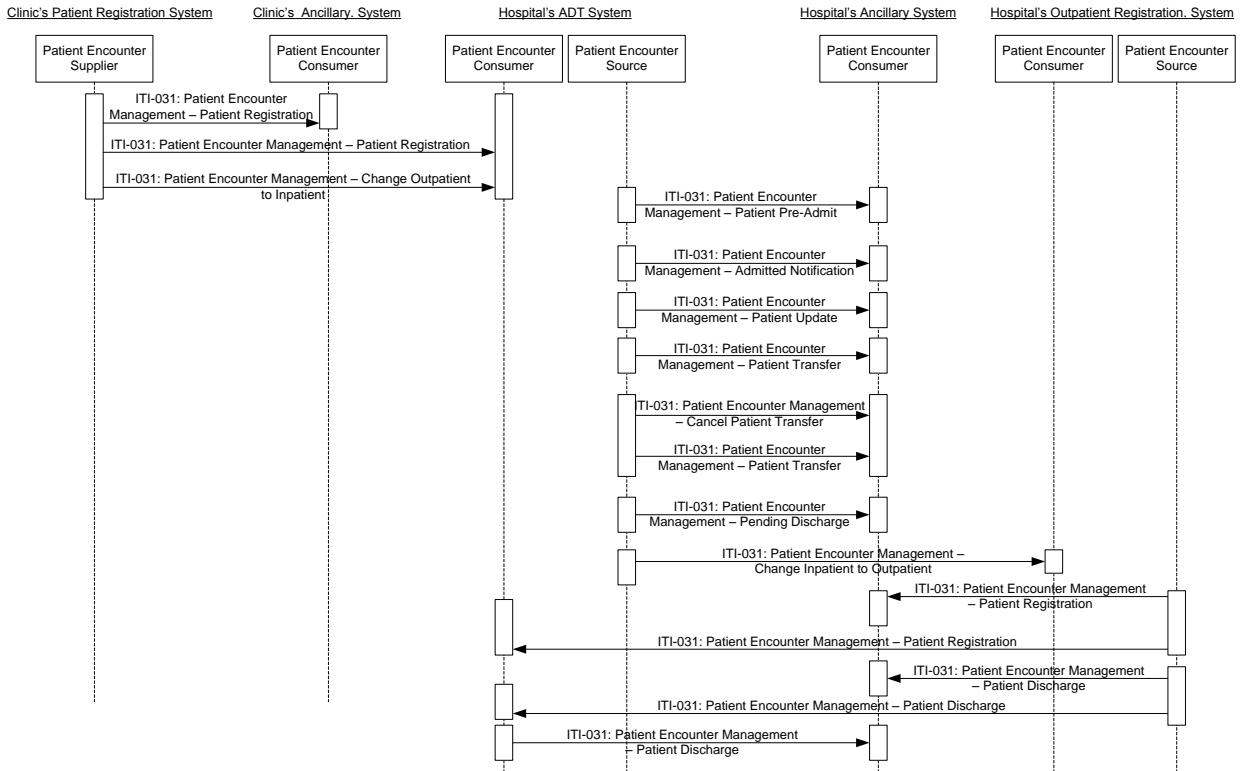 Clinic's Patient Registration System
Clinic's  Ancillary. System
Hospital's ADT System
Hospital's Ancillary System
Hospital's Outpatient Registration. System
Patient Encounter
Supplier
Patient Encounter
Consumer
Patient Encounter
Consumer
Patient Encounter
Source
Patient Encounter
Consumer
Patient Encounter
Consumer
Patient Encounter
Source
ITI-031: Patient Encounter
Management – Patient Registration
ITI-031: Patient Encounter Management – Patient Registration
ITI-031: Patient Encounter Management – Change Outpatient
to Inpatient
ITI-031: Patient Encounter
Management – Patient Pre-Admit
ITI-031: Patient Encounter
Management – Admitted Notification
ITI-031: Patient Encounter
Management – Patient Update
ITI-031: Patient Encounter
Management – Patient Transfer
ITI-031: Patient Encounter Management
– Cancel Patient Transfer
ITI-031: Patient Encounter
Management – Patient Transfer
ITI-031: Patient Encounter
Management – Pending Discharge
ITI-031: Patient Encounter Management –
Change Inpatient to Outpatient
ITI-031: Patient Encounter Management
– Patient Registration
ITI-031: Patient Encounter Management – Patient Registration
ITI-031: Patient Encounter Management
– Patient Discharge
ITI-031: Patient Encounter Management – Patient Discharge
ITI-031: Patient Encounter Management
– Patient Discharge